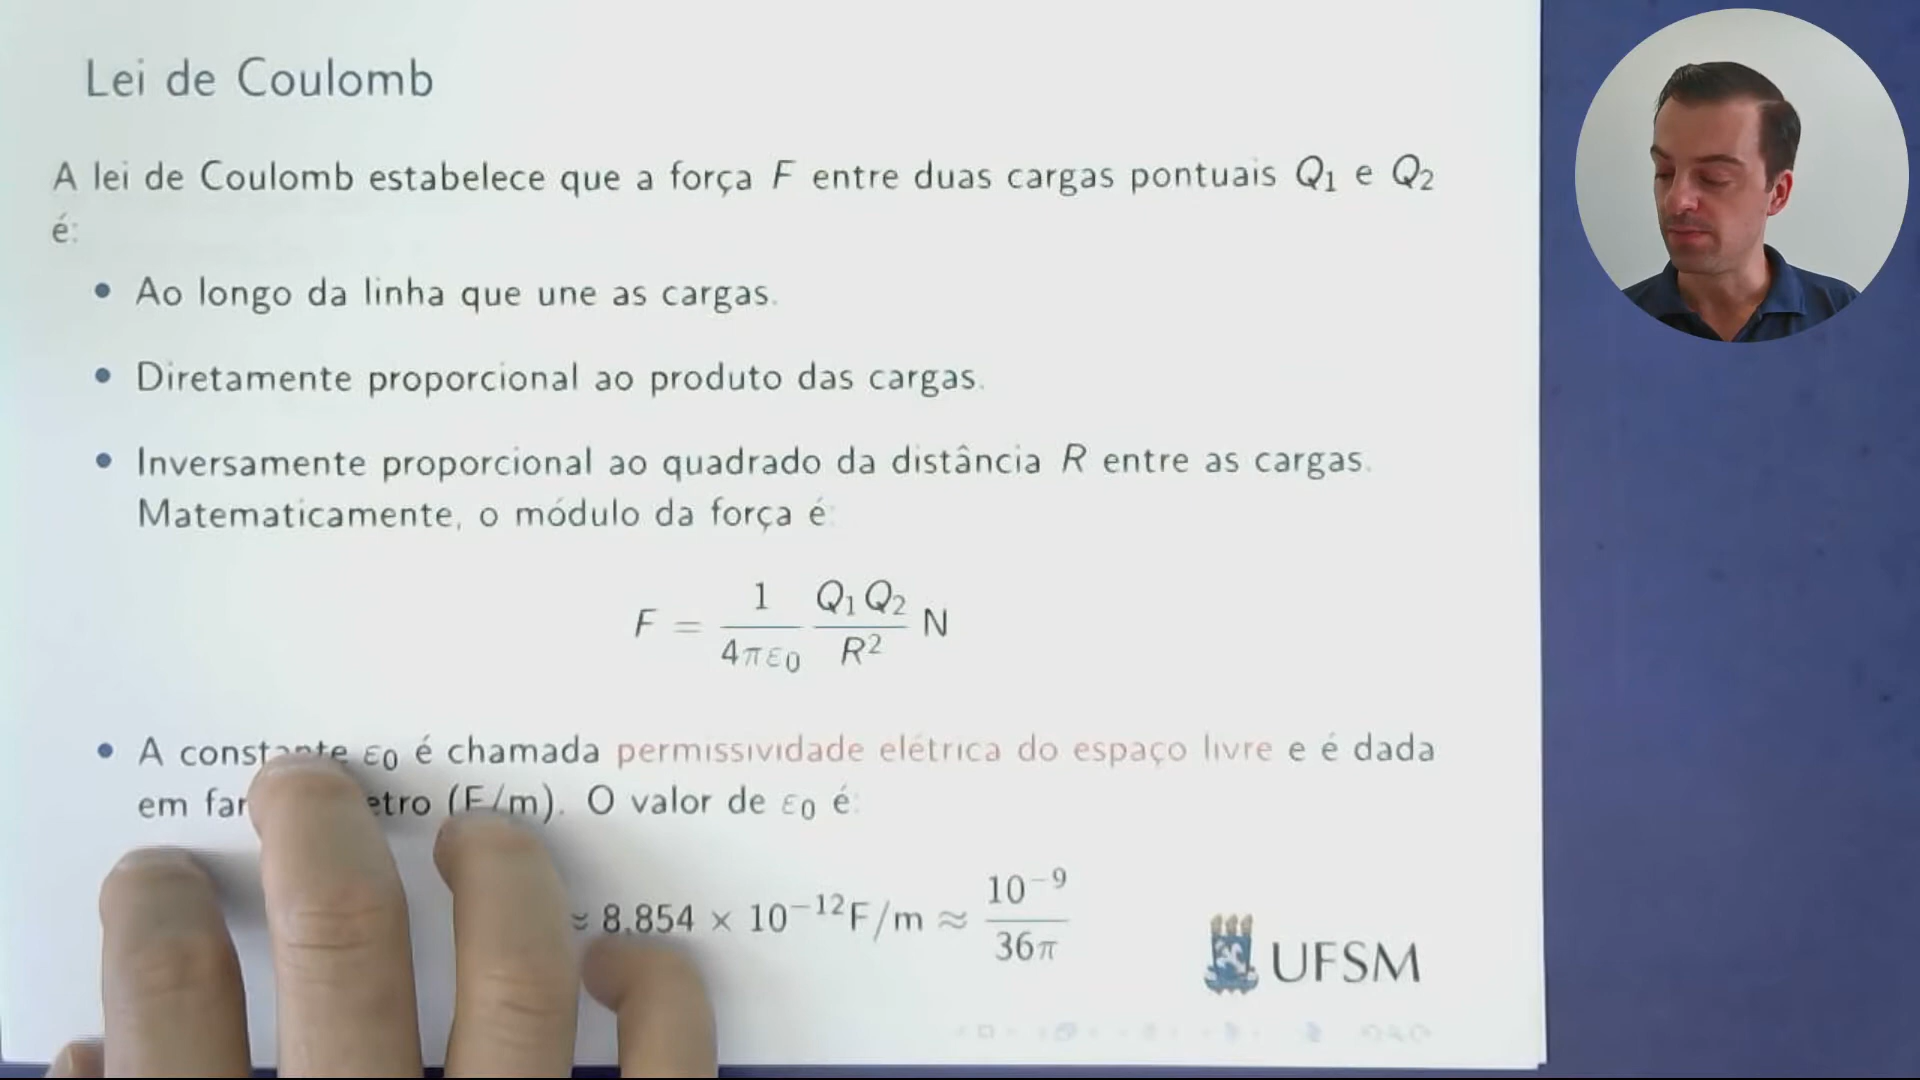 Lei de Coulomb
A lei de Coulomb estabelece que a força F entre duas cargas pontuais Q₁ e Q₂
é:
• Ao longo da linha que une as cargas.
• Diretamente proporcional ao produto das cargas.
• Inversamente proporcional ao quadrado da distância R entre as cargas.
Matematicamente, o módulo da força é:
F = 1/(4πε₀) Q₁Q₂/R² N
• A constante ε₀ é chamada permissividade elétrica do espaço livre e é dada
em (F/m). O valor de ε₀ é:
≈ 8.854 × 10⁻¹²F/m ≈ 10⁻⁹/36π
UFSM